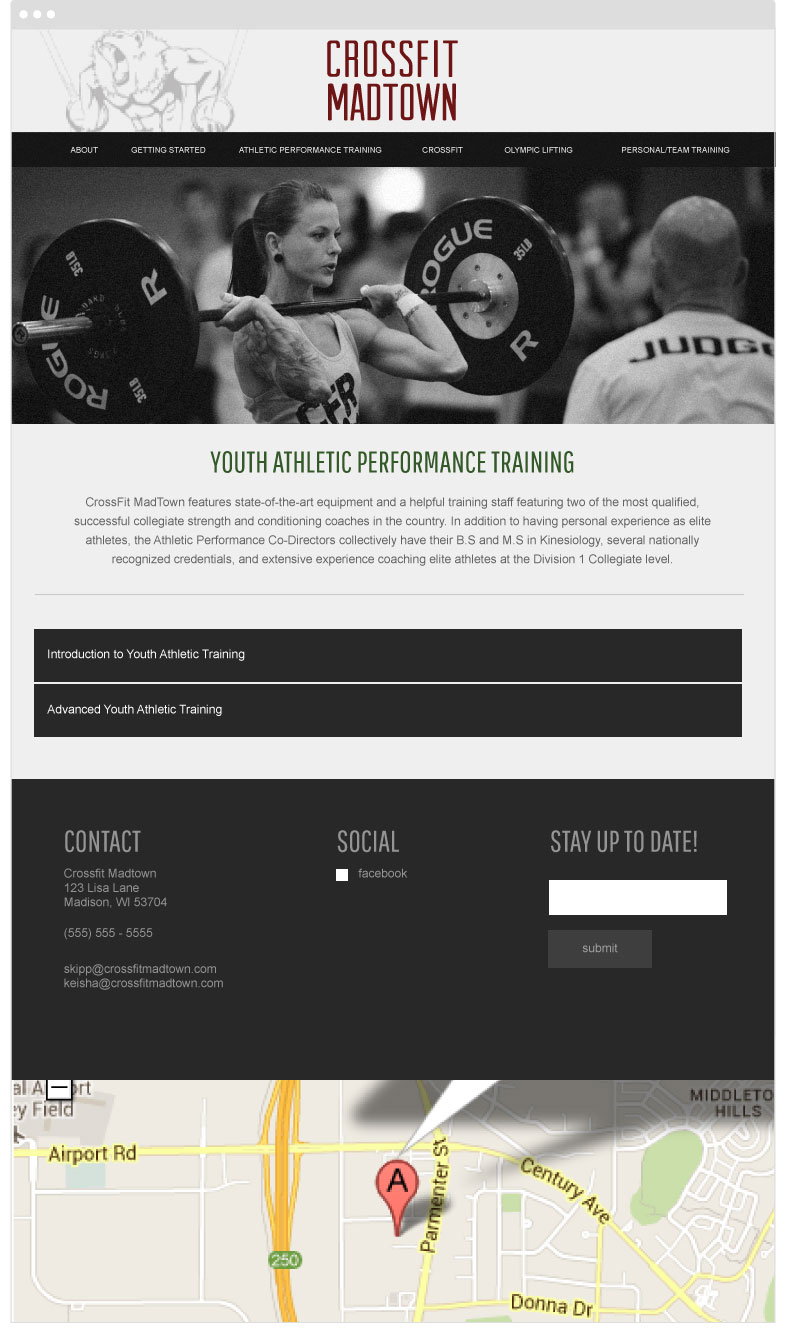 CROSSFIT
MADTOWN
ABOUT GETTING STARTED ATHLETIC PERFORMANCE TRAINING CROSSFIT OLYMPIC LIFTING PERSONAL/TEAM TRAINING
35LB
R
ROGUE
35LB
ROGUE
35LB
R
CFR
JUDGE
YOUTH ATHLETIC PERFORMANCE TRAINING
CrossFit MadTown features state-of-the-art equipment and a helpful training staff featuring two of the most qualified,
successful collegiate strength and conditioning coaches in the country. In addition to having personal experience as elite
athletes, the Athletic Performance Co-Directors collectively have their B.S and M.S in Kinesiology, several nationally
recognized credentials, and extensive experience coaching elite athletes at the Division 1 Collegiate level.
Introduction to Youth Athletic Training
Advanced Youth Athletic Training
CONTACT
Crossfit Madtown
123 Lisa Lane
Madison, WI 53704
(555) 555 - 5555
skipp@crossfitmadtown.com
keisha@crossfitmadtown.com
SOCIAL
facebook
STAY UP TO DATE!
submit
MIDDLETO
HILLS
ey Field
Airport Rd
A
Parmenter St
Century Ave
250
Donna Dr